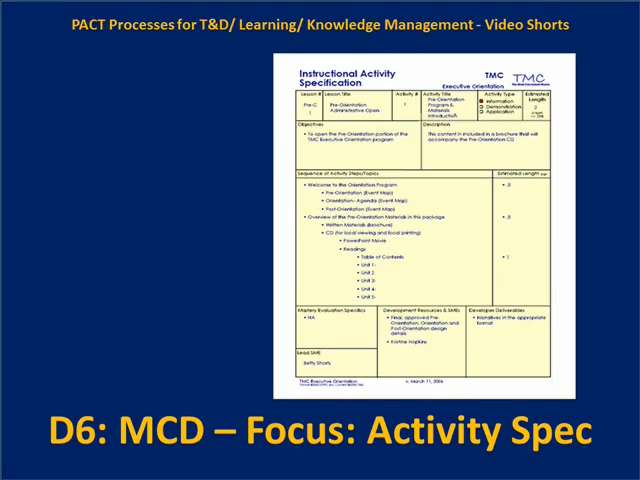 PACT Processes for T&D/ Learning/ Knowledge Management - Video Shorts
Instructional Activity
Specification
TMC
TMC
Executive Orientation
Lesson #
Lesson Title
Activity #
Activity Title
Activity Type
Estimated
Length
Pre-C
1
Pre-Orientation
Administrative Open
1
Pre-Orientation
Program &
Materials
Introduction
Information
Demonstration
Application
2
Objectives
Description
• To open the Pre-Orientation portion of the
TMC Executive Orientation program
This content in included in a brochure that will
accompany the Pre-Orientation CD
Sequence of Activity Steps/Topics
Estimated Length
• Welcome to the Orientation Program
• .5
• Pre-Orientation (Event Map)
• Orientation- Agenda (Event Map)
• Post-Orientation (Event Map)
• Overview of the Pre-Orientation Materials in this package
• .5
• Written Materials (brochure)
• CD (for local viewing and local printing)
• PowerPoint Movie
• Readings
• Table of Contents
• 1
• Unit 1-
• Unit 2
• Unit 3-
• Unit 4-
• Unit 5-
Mastery Evaluation Specifics
• NA
Development Resources & SMEs
• Final, approved Pre-
Orientation, Orientation and
Post-Orientation design
details
• Kristine Hopkins
Developer Deliverables
• Narratives in the appropriate
format
Lead SME
Betty Shorts
TMC Executive Orientation
v. March 11, 2006
D6: MCD – Focus: Activity Spec